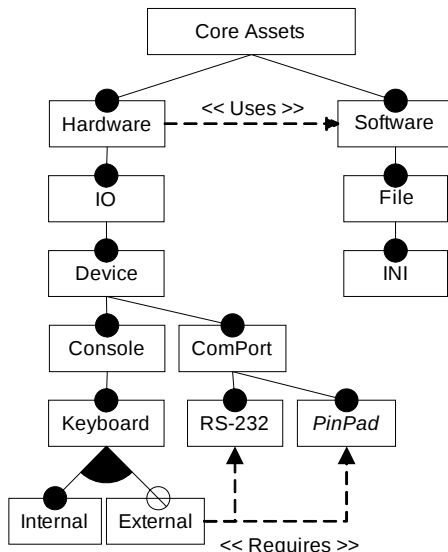 Core Assets
<< Uses >>
Hardware
Software
IO
File
Device
INI
Console
ComPort
Keyboard
RS-232
PinPad
Internal
External
<< Requires >>